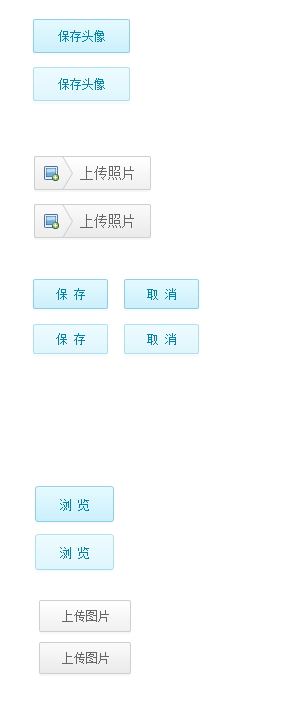 保存头像
保存头像
上传照片
上传照片
保 存 取 消
保 存 取 消
浏 览
浏 览
上传图片
上传图片